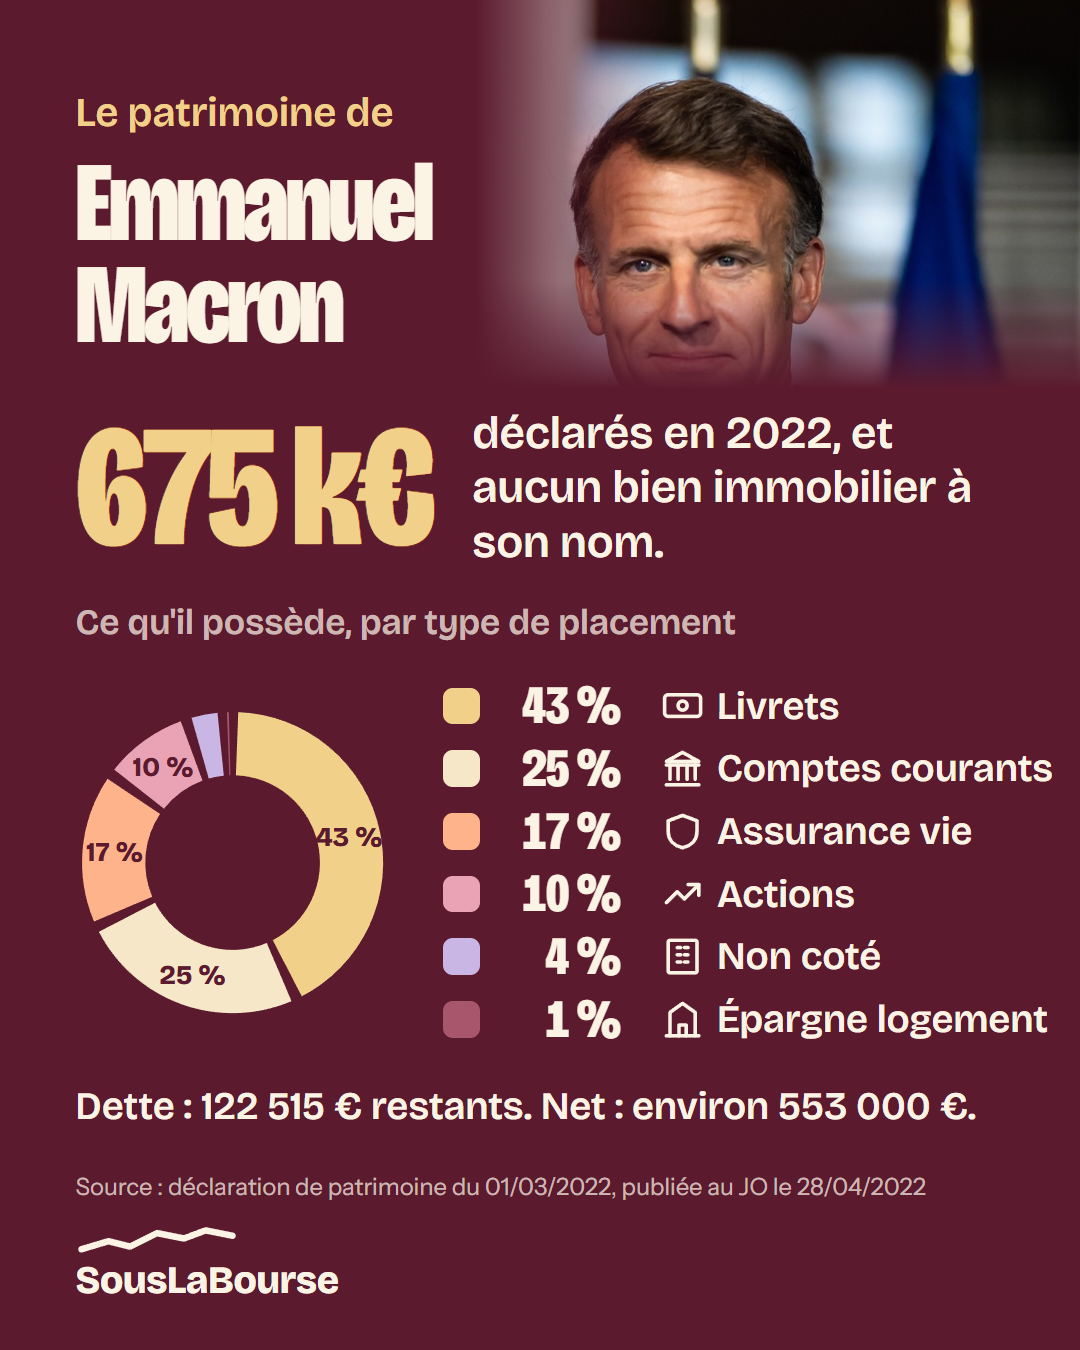 Le patrimoine de
Emmanuel
Macron
675 k€
déclarés en 2022, et
aucun bien immobilier à
son nom.
Ce qu'il possède, par type de placement
43 %
25 %
17 %
10 %
43 % Livrets
25 % Comptes courants
17 % Assurance vie
10 % Actions
4 % Non coté
1 % Épargne logement
Dette : 122 515 € restants. Net : environ 553 000 €.
Source : déclaration de patrimoine du 01/03/2022, publiée au JO le 28/04/2022
SousLaBourse